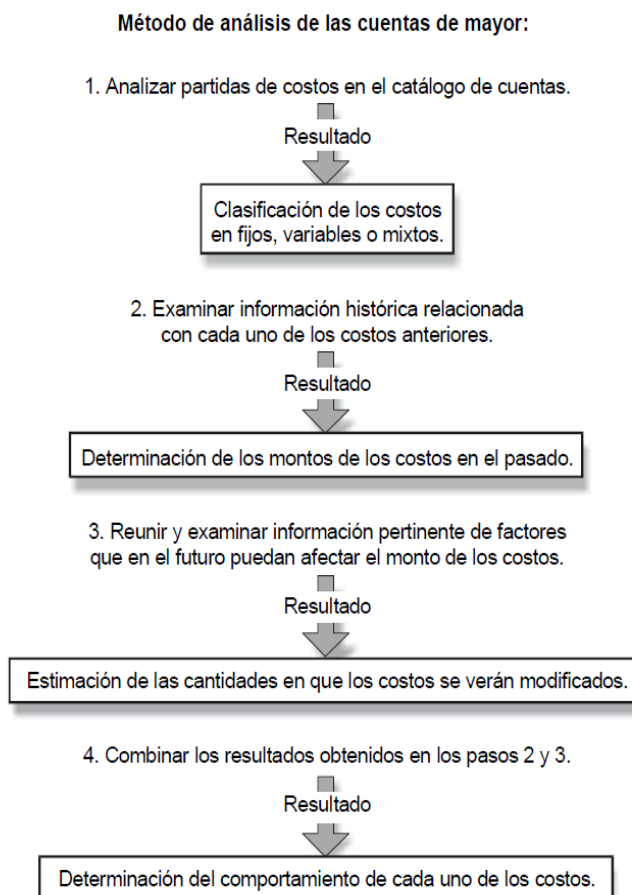 Método de análisis de las cuentas de mayor:
1. Analizar partidas de costos en el catálogo de cuentas.
Resultado
Clasificación de los costos
en fijos, variables o mixtos.
2. Examinar información histórica relacionada
con cada uno de los costos anteriores.
Resultado
Determinación de los montos de los costos en el pasado.
3. Reunir y examinar información pertinente de factores
que en el futuro puedan afectar el monto de los costos.
Resultado
Estimación de las cantidades en que los costos se verán modificados.
4. Combinar los resultados obtenidos en los pasos 2 y 3.
Resultado
Determinación del comportamiento de cada uno de los costos.